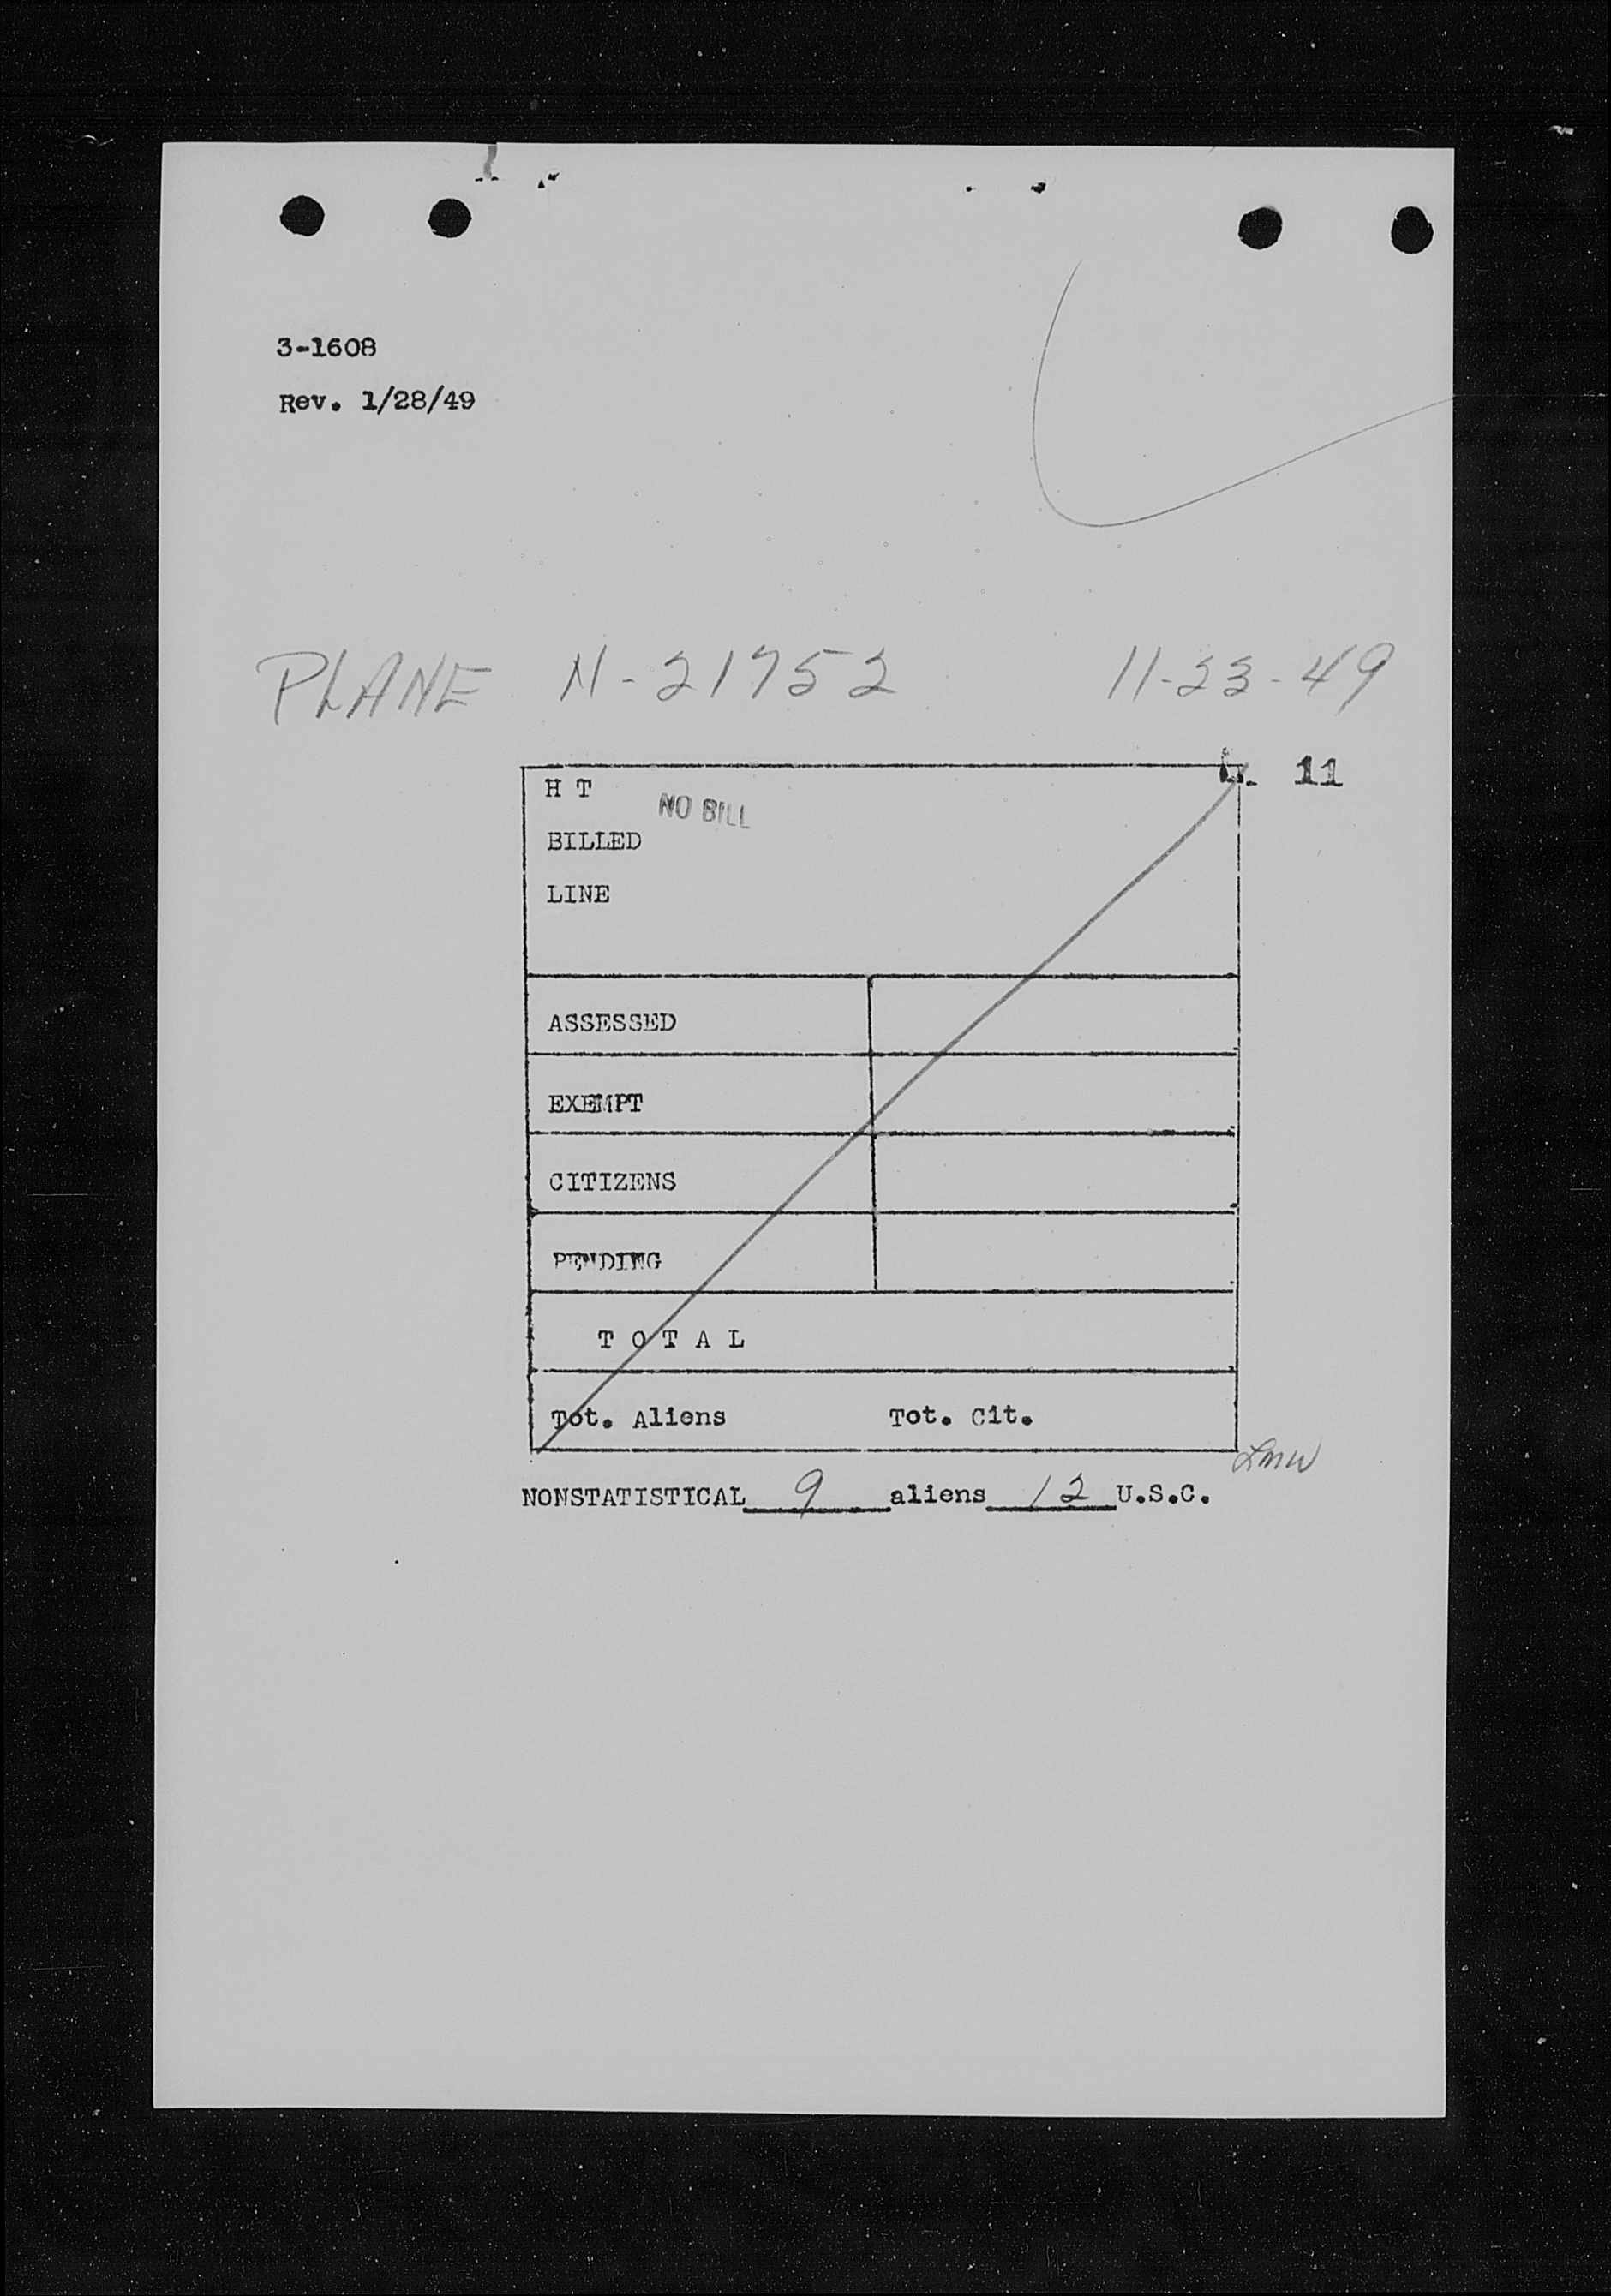 3-1608
Rev. 1/28/49
PLANE N-21752 11-23-49
11
H T
NO BILL
BILLED
LINE
ASSESSED
EXEMPT
CITIZENS
PENDING
T O T A L
Tot. Aliens Tot. Cit.
LMW
NONSTATISTICAL 9 aliens 12 U.S.C.